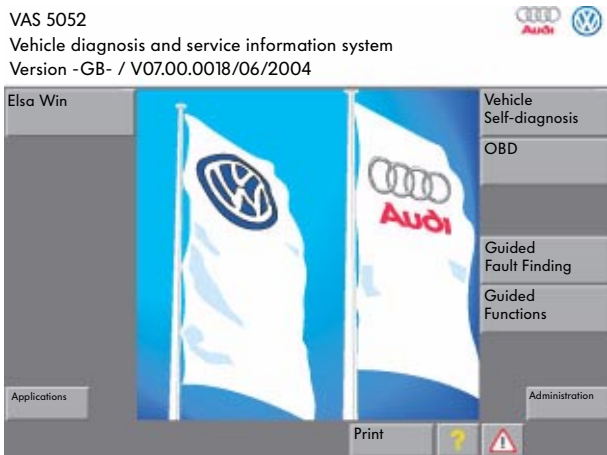 VAS 5052
Vehicle diagnosis and service information system
Version -GB- / V07.00.0018/06/2004
Audi
Elsa Win
Vehicle
Self-diagnosis
OBD
Audi
Guided
Fault Finding
Guided
Functions
Applications
Administration
Print
?